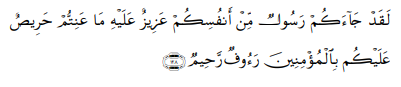 لَقَدْ جَآءَكُمْ رَسُولٌ مِّنْ أَنفُسِكُمْ عَزِيزٌ عَلَيْهِ مَا عَنِتُّمْ حَرِيصٌ
عَلَيْكُم بِٱلْمُؤْمِنِينَ رَءُوفٌ رَّحِيمٌ ﴿١٢٨﴾